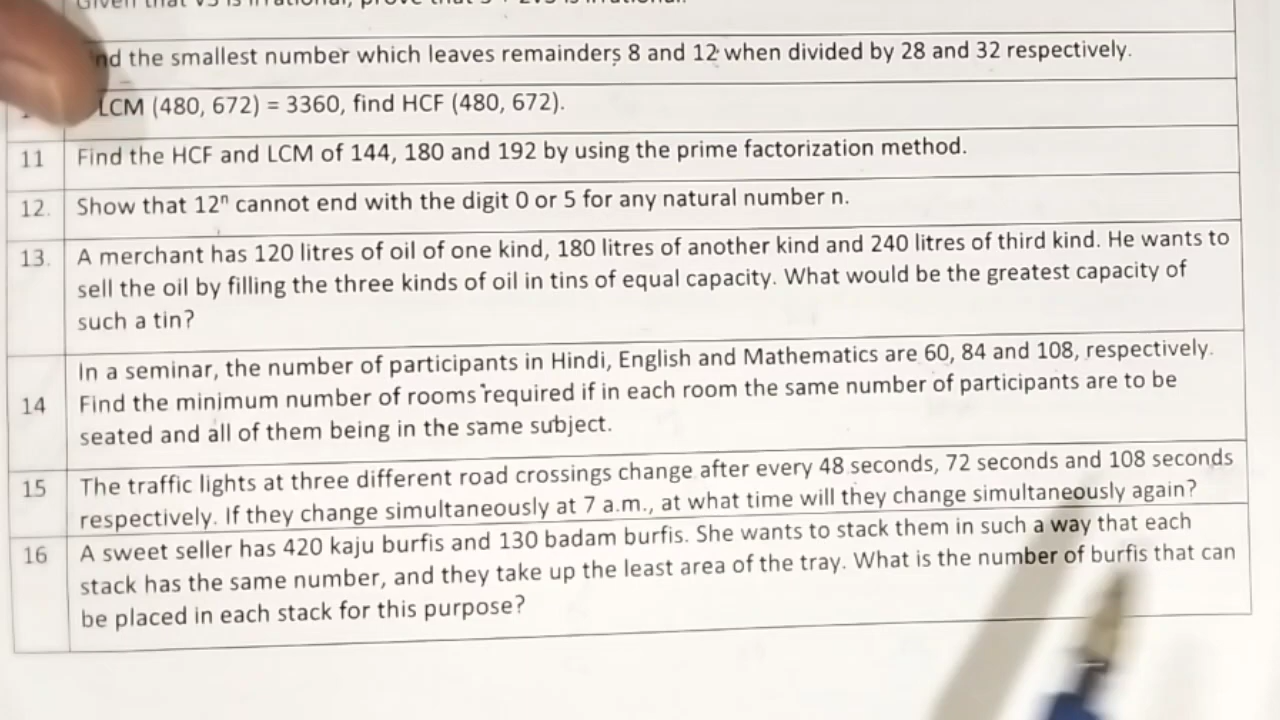 Given that √3 is irrational, prove that 5 + 2√3 is irrational.
nd the smallest number which leaves remainders 8 and 12 when divided by 28 and 32 respectively.
LCM (480, 672) = 3360, find HCF (480, 672).
11 Find the HCF and LCM of 144, 180 and 192 by using the prime factorization method.
12. Show that 12ⁿ cannot end with the digit 0 or 5 for any natural number n.
13. A merchant has 120 litres of oil of one kind, 180 litres of another kind and 240 litres of third kind. He wants to
sell the oil by filling the three kinds of oil in tins of equal capacity. What would be the greatest capacity of
such a tin?
In a seminar, the number of participants in Hindi, English and Mathematics are 60, 84 and 108, respectively.
14 Find the minimum number of rooms required if in each room the same number of participants are to be
seated and all of them being in the same subject.
15 The traffic lights at three different road crossings change after every 48 seconds, 72 seconds and 108 seconds
respectively. If they change simultaneously at 7 a.m., at what time will they change simultaneously again?
16 A sweet seller has 420 kaju burfis and 130 badam burfis. She wants to stack them in such a way that each
stack has the same number, and they take up the least area of the tray. What is the number of burfis that can
be placed in each stack for this purpose?